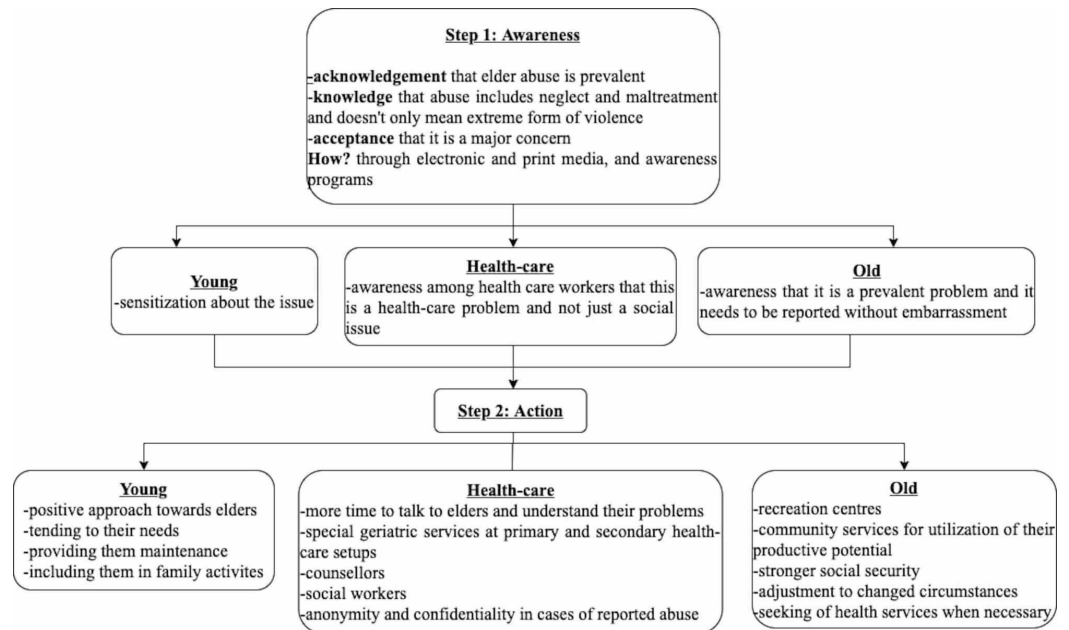 Step 1: Awareness
-acknowledgement that elder abuse is prevalent
-knowledge that abuse includes neglect and maltreatment
and doesn't only mean extreme form of violence
-acceptance that it is a major concern
How? through electronic and print media, and awareness
programs
Young
-sensitization about the issue
Health-care
-awareness among health care workers that this
is a health-care problem and not just a social
issue
Old
-awareness that it is a prevalent problem and it
needs to be reported without embarrassment
Step 2: Action
Young
-positive approach towards elders
-tending to their needs
-providing them maintenance
-including them in family activites
Health-care
-more time to talk to elders and understand their problems
-special geriatric services at primary and secondary health-
care setups
-counsellors
-social workers
-anonymity and confidentiality in cases of reported abuse
Old
-recreation centres
-community services for utilization of their
productive potential
-stronger social security
-adjustment to changed circumstances
-seeking of health services when necessary